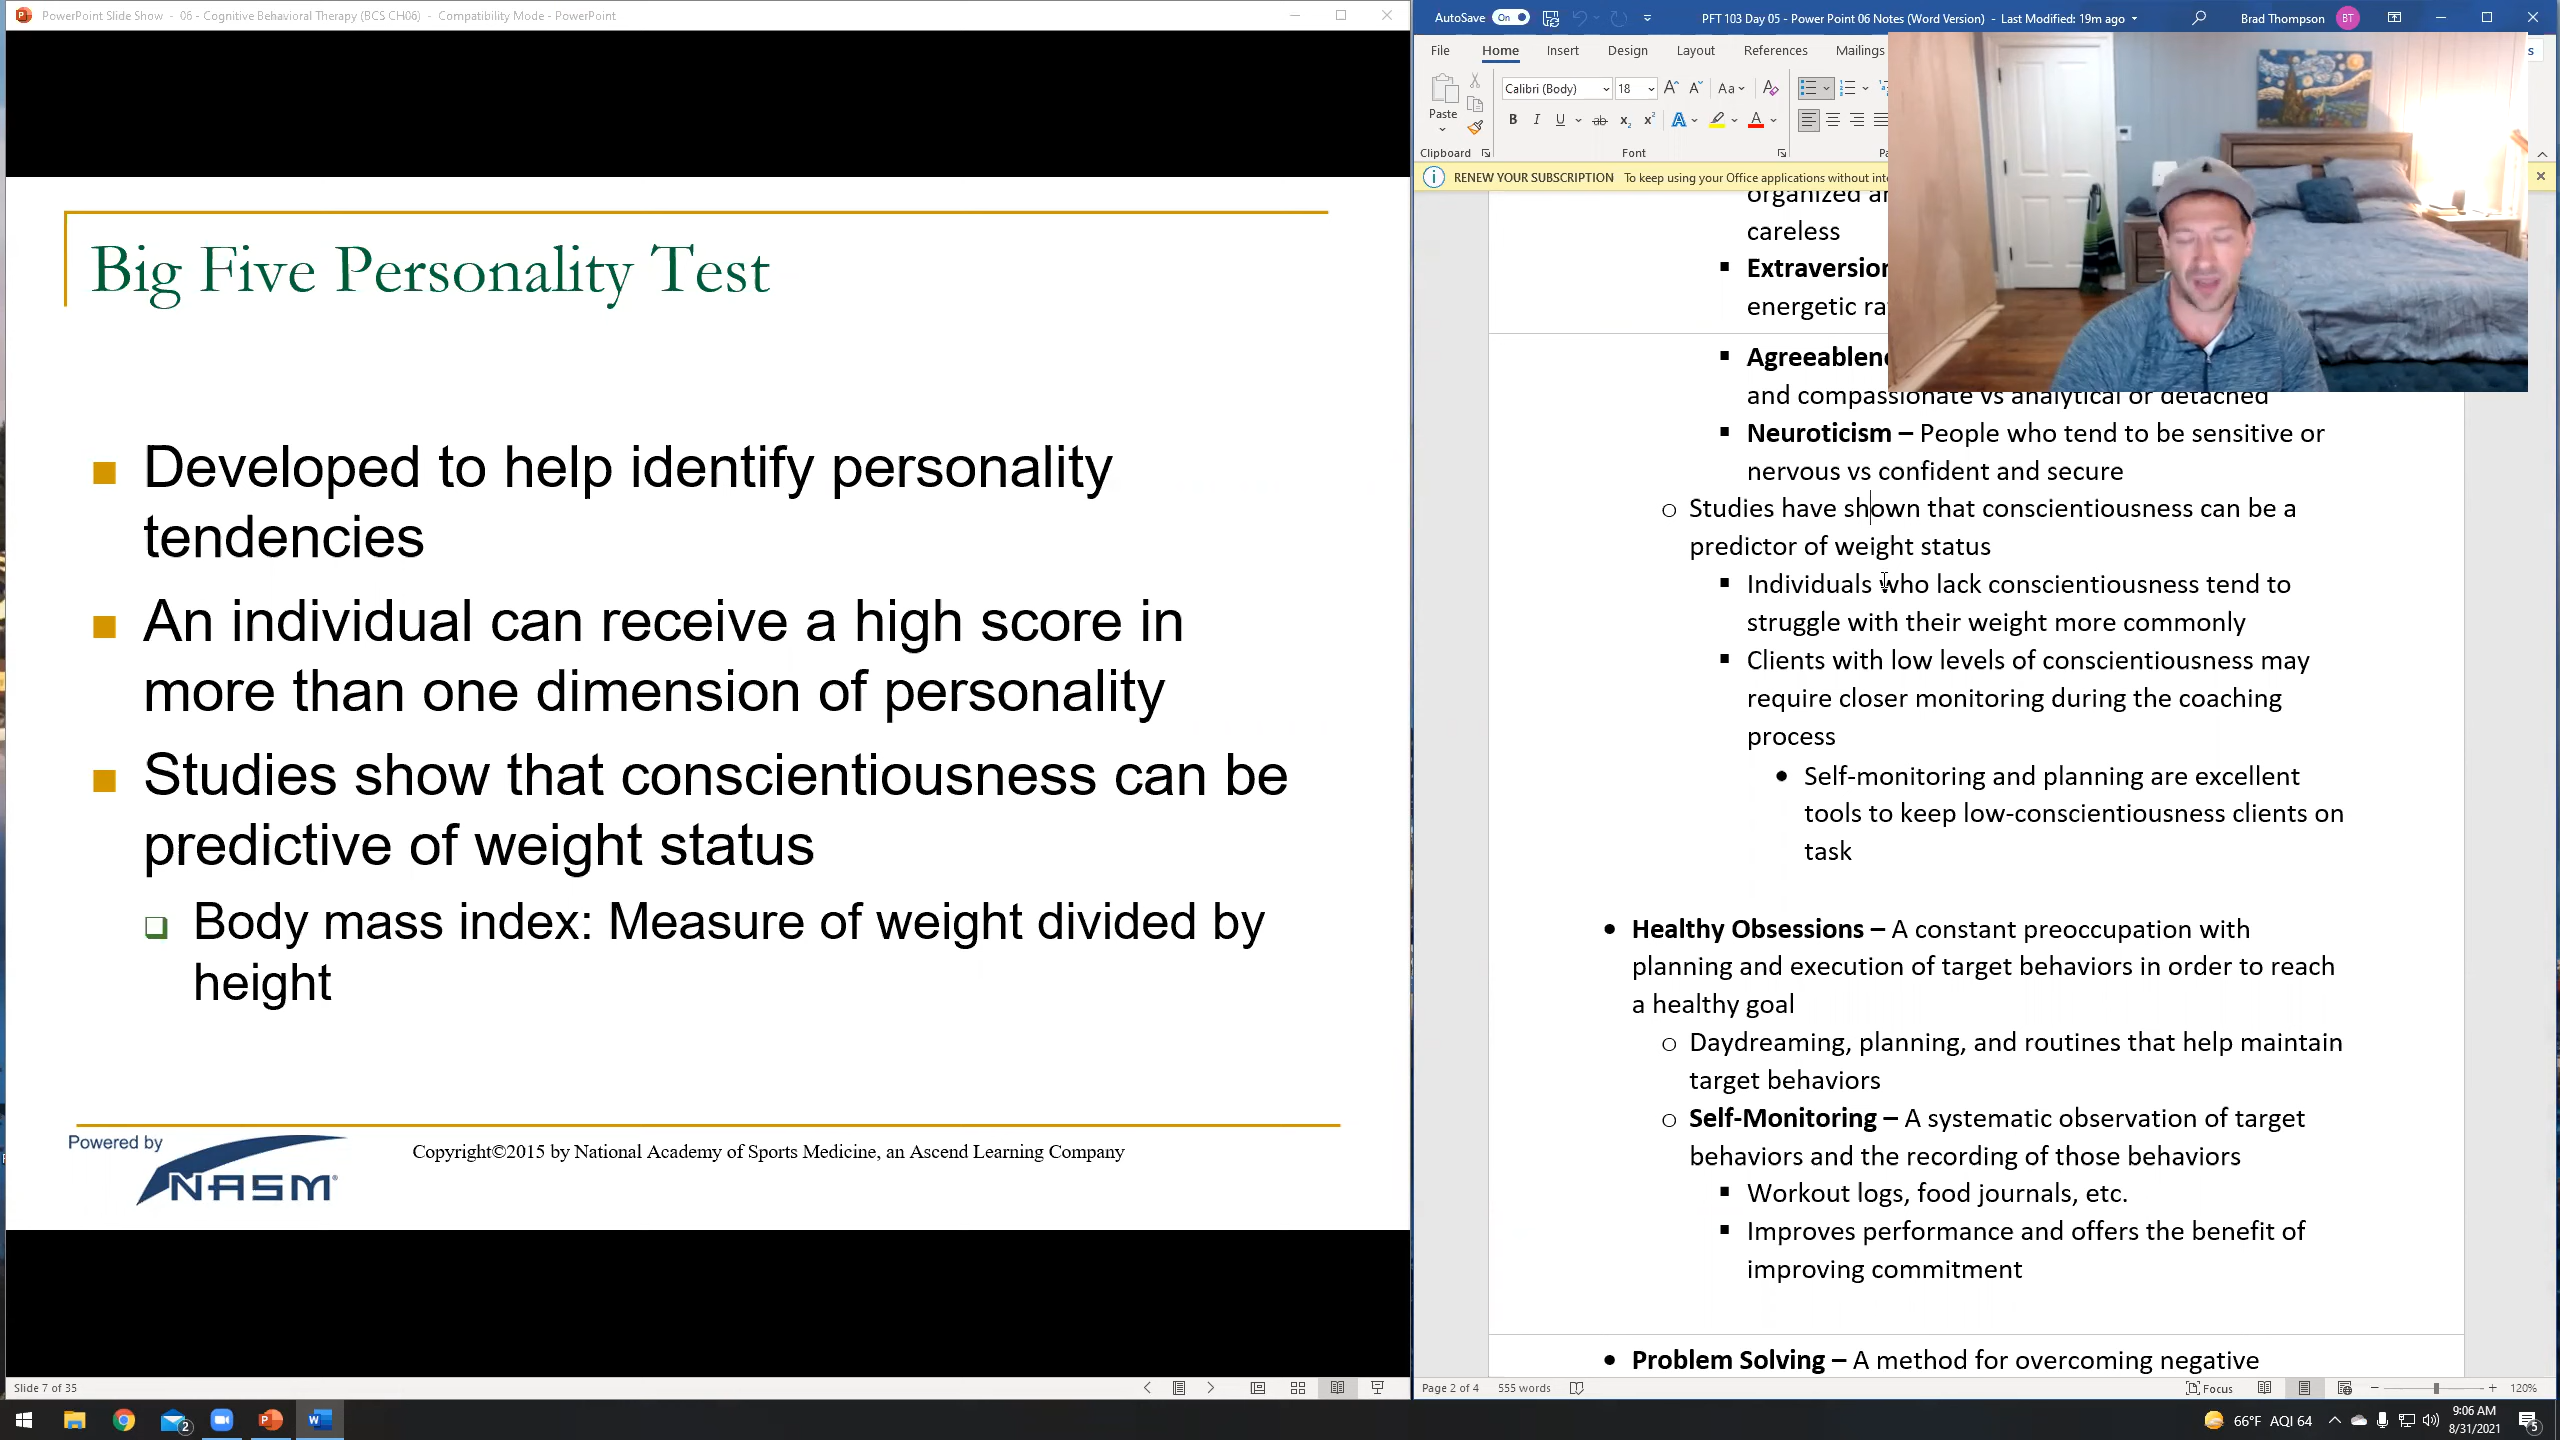 PowerPoint Slide Show - 06 - Cognitive Behavioral Therapy (BCS CH06) - Compatibility Mode - PowerPoint
Big Five Personality Test
Developed to help identify personality
tendencies
An individual can receive a high score in
more than one dimension of personality
Studies show that conscientiousness can be
predictive of weight status
Body mass index: Measure of weight divided by
height
Powered by
NASM
Copyright©2015 by National Academy of Sports Medicine, an Ascend Learning Company
Slide 7 of 35
AutoSave On
PFT 103 Day 05 - Power Point 06 Notes (Word Version) - Last Modified: 19m ago
Brad Thompson BT
File Home Insert Design Layout References Mailings
Calibri (Body) 18
Paste
Clipboard Font
RENEW YOUR SUBSCRIPTION To keep using your Office applications without
organized
careless
Extraversion
energetic
and compassionate vs analytical or detached
Neuroticism – People who tend to be sensitive or
nervous vs confident and secure
o Studies have shown that conscientiousness can be a
predictor of weight status
Individuals who lack conscientiousness tend to
struggle with their weight more commonly
Clients with low levels of conscientiousness may
require closer monitoring during the coaching
process
Self-monitoring and planning are excellent
tools to keep low-conscientiousness clients on
task
Healthy Obsessions – A constant preoccupation with
planning and execution of target behaviors in order to reach
a healthy goal
o Daydreaming, planning, and routines that help maintain
target behaviors
o Self-Monitoring – A systematic observation of target
behaviors and the recording of those behaviors
Workout logs, food journals, etc.
Improves performance and offers the benefit of
improving commitment
Problem Solving – A method for overcoming negative
Page 2 of 4 555 words
Focus
120%
66°F AQI 64
9:06 AM
8/31/2021